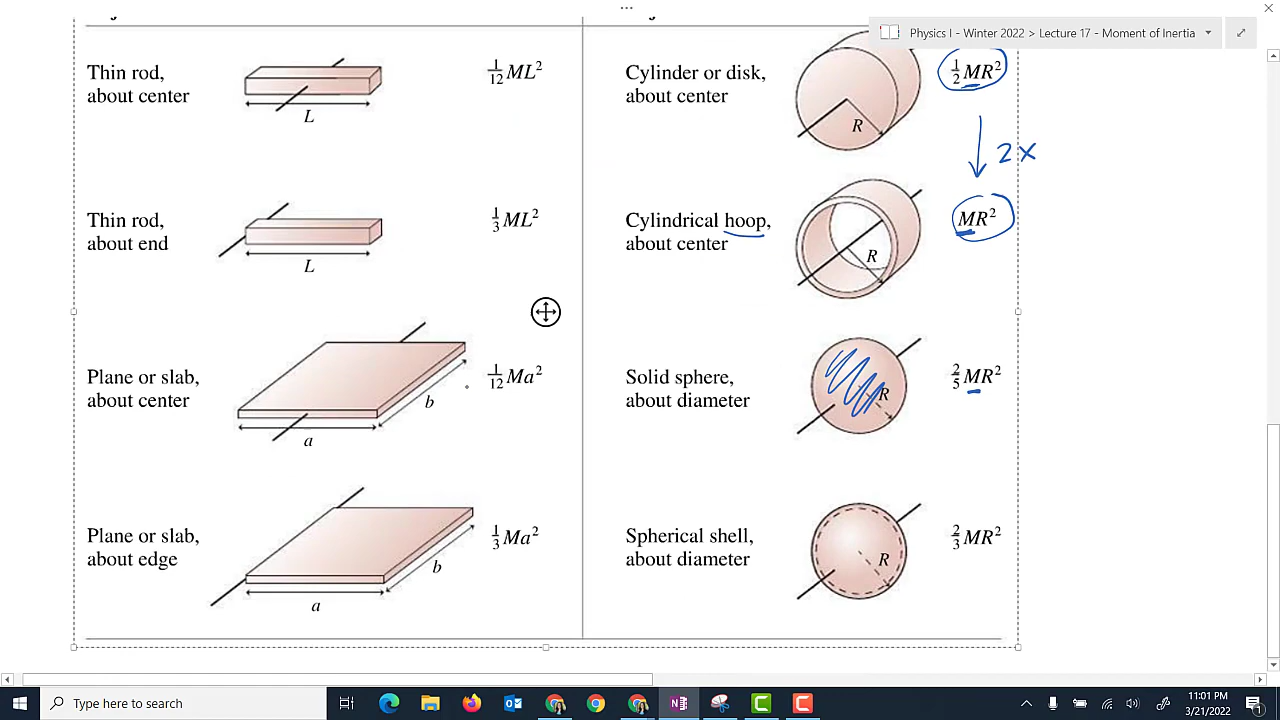 Physics I - Winter 2022 > Lecture 17 - Moment of Inertia
Thin rod,
about center
L
1/12 ML²
Thin rod,
about end
L
1/3 ML²
Plane or slab,
about center
a
b
1/12 Ma²
Plane or slab,
about edge
a
b
1/3 Ma²
Cylinder or disk,
about center
R
1/2 MR²
2x
Cylindrical hoop,
about center
R
MR²
Solid sphere,
about diameter
R
2/5 MR²
Spherical shell,
about diameter
R
2/3 MR²
Type here to search
11:01 PM
3/21/2022